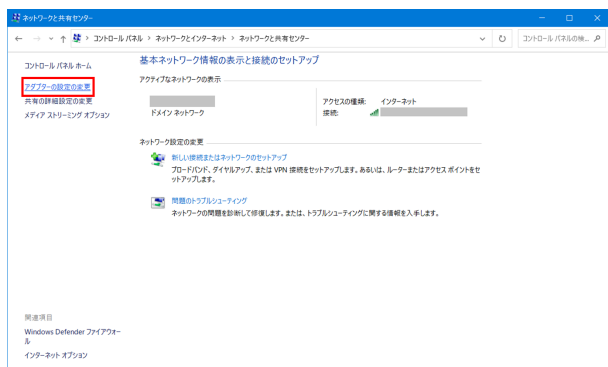 ネットワークと共有センター
コントロール パネル > ネットワークとインターネット > ネットワークと共有センター
コントロール パネルの検...
コントロール パネル ホーム
アダプターの設定の変更
共有の詳細設定の変更
メディア ストリーミング オプション
基本ネットワーク情報の表示と接続のセットアップ
アクティブなネットワークの表示
ドメイン ネットワーク
アクセスの種類: インターネット
接続:
ネットワーク設定の変更
新しい接続またはネットワークのセットアップ
ブロードバンド、ダイヤルアップ、または VPN 接続をセットアップします。あるいは、ルーターまたはアクセス ポイントをセ
ットアップします。
問題のトラブルシューティング
ネットワークの問題を診断して修復します。または、トラブルシューティングに関する情報を入手します。
関連項目
Windows Defender ファイアウォー
ル
インターネット オプション